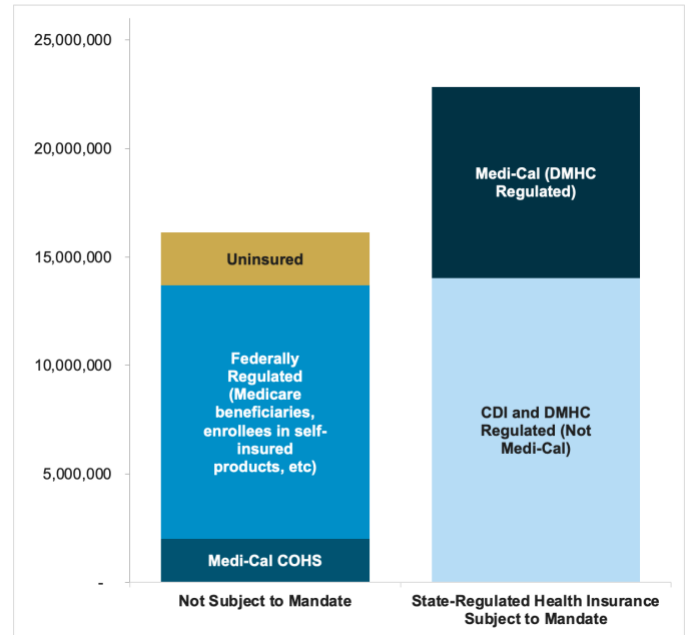 25,000,000
20,000,000
15,000,000
10,000,000
5,000,000
-
Uninsured
Federally
Regulated
(Medicare
beneficiaries,
enrollees in self-
insured
products, etc)
Medi-Cal COHS
Medi-Cal (DMHC
Regulated)
CDI and DMHC
Regulated (Not
Medi-Cal)
Not Subject to Mandate
State-Regulated Health Insurance
Subject to Mandate